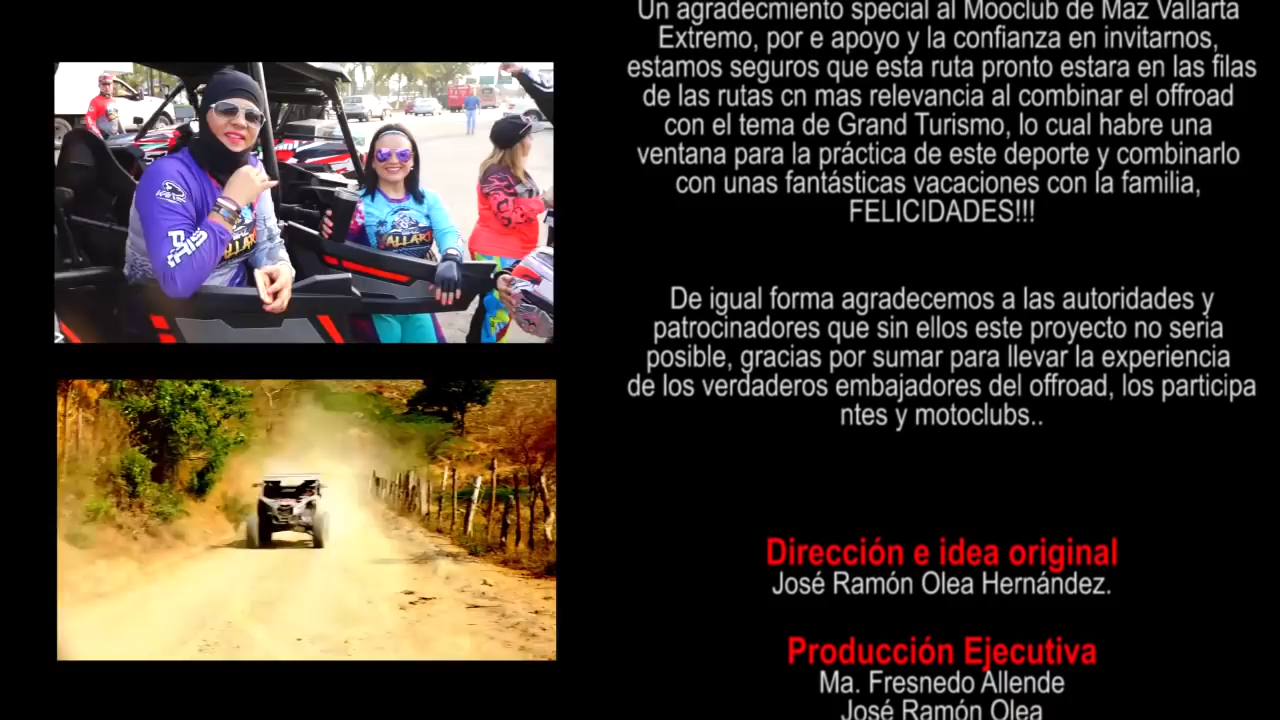 Un agradecmiento special al Mooclub de Maz Vallarta
Extremo, por e apoyo y la confianza en invitarnos,
estamos seguros que esta ruta pronto estara en las filas
de las rutas cn mas relevancia al combinar el offroad
con el tema de Grand Turismo, lo cual habre una
ventana para la práctica de este deporte y combinarlo
con unas fantásticas vacaciones con la familia,
FELICIDADES!!!
De igual forma agradecemos a las autoridades y
patrocinadores que sin ellos este proyecto no seria
posible, gracias por sumar para llevar la experiencia
de los verdaderos embajadores del offroad, los participa
ntes y motoclubs..
Dirección e idea original
José Ramón Olea Hernández.
Producción Ejecutiva
Ma. Fresnedo Allende
José Ramón Olea